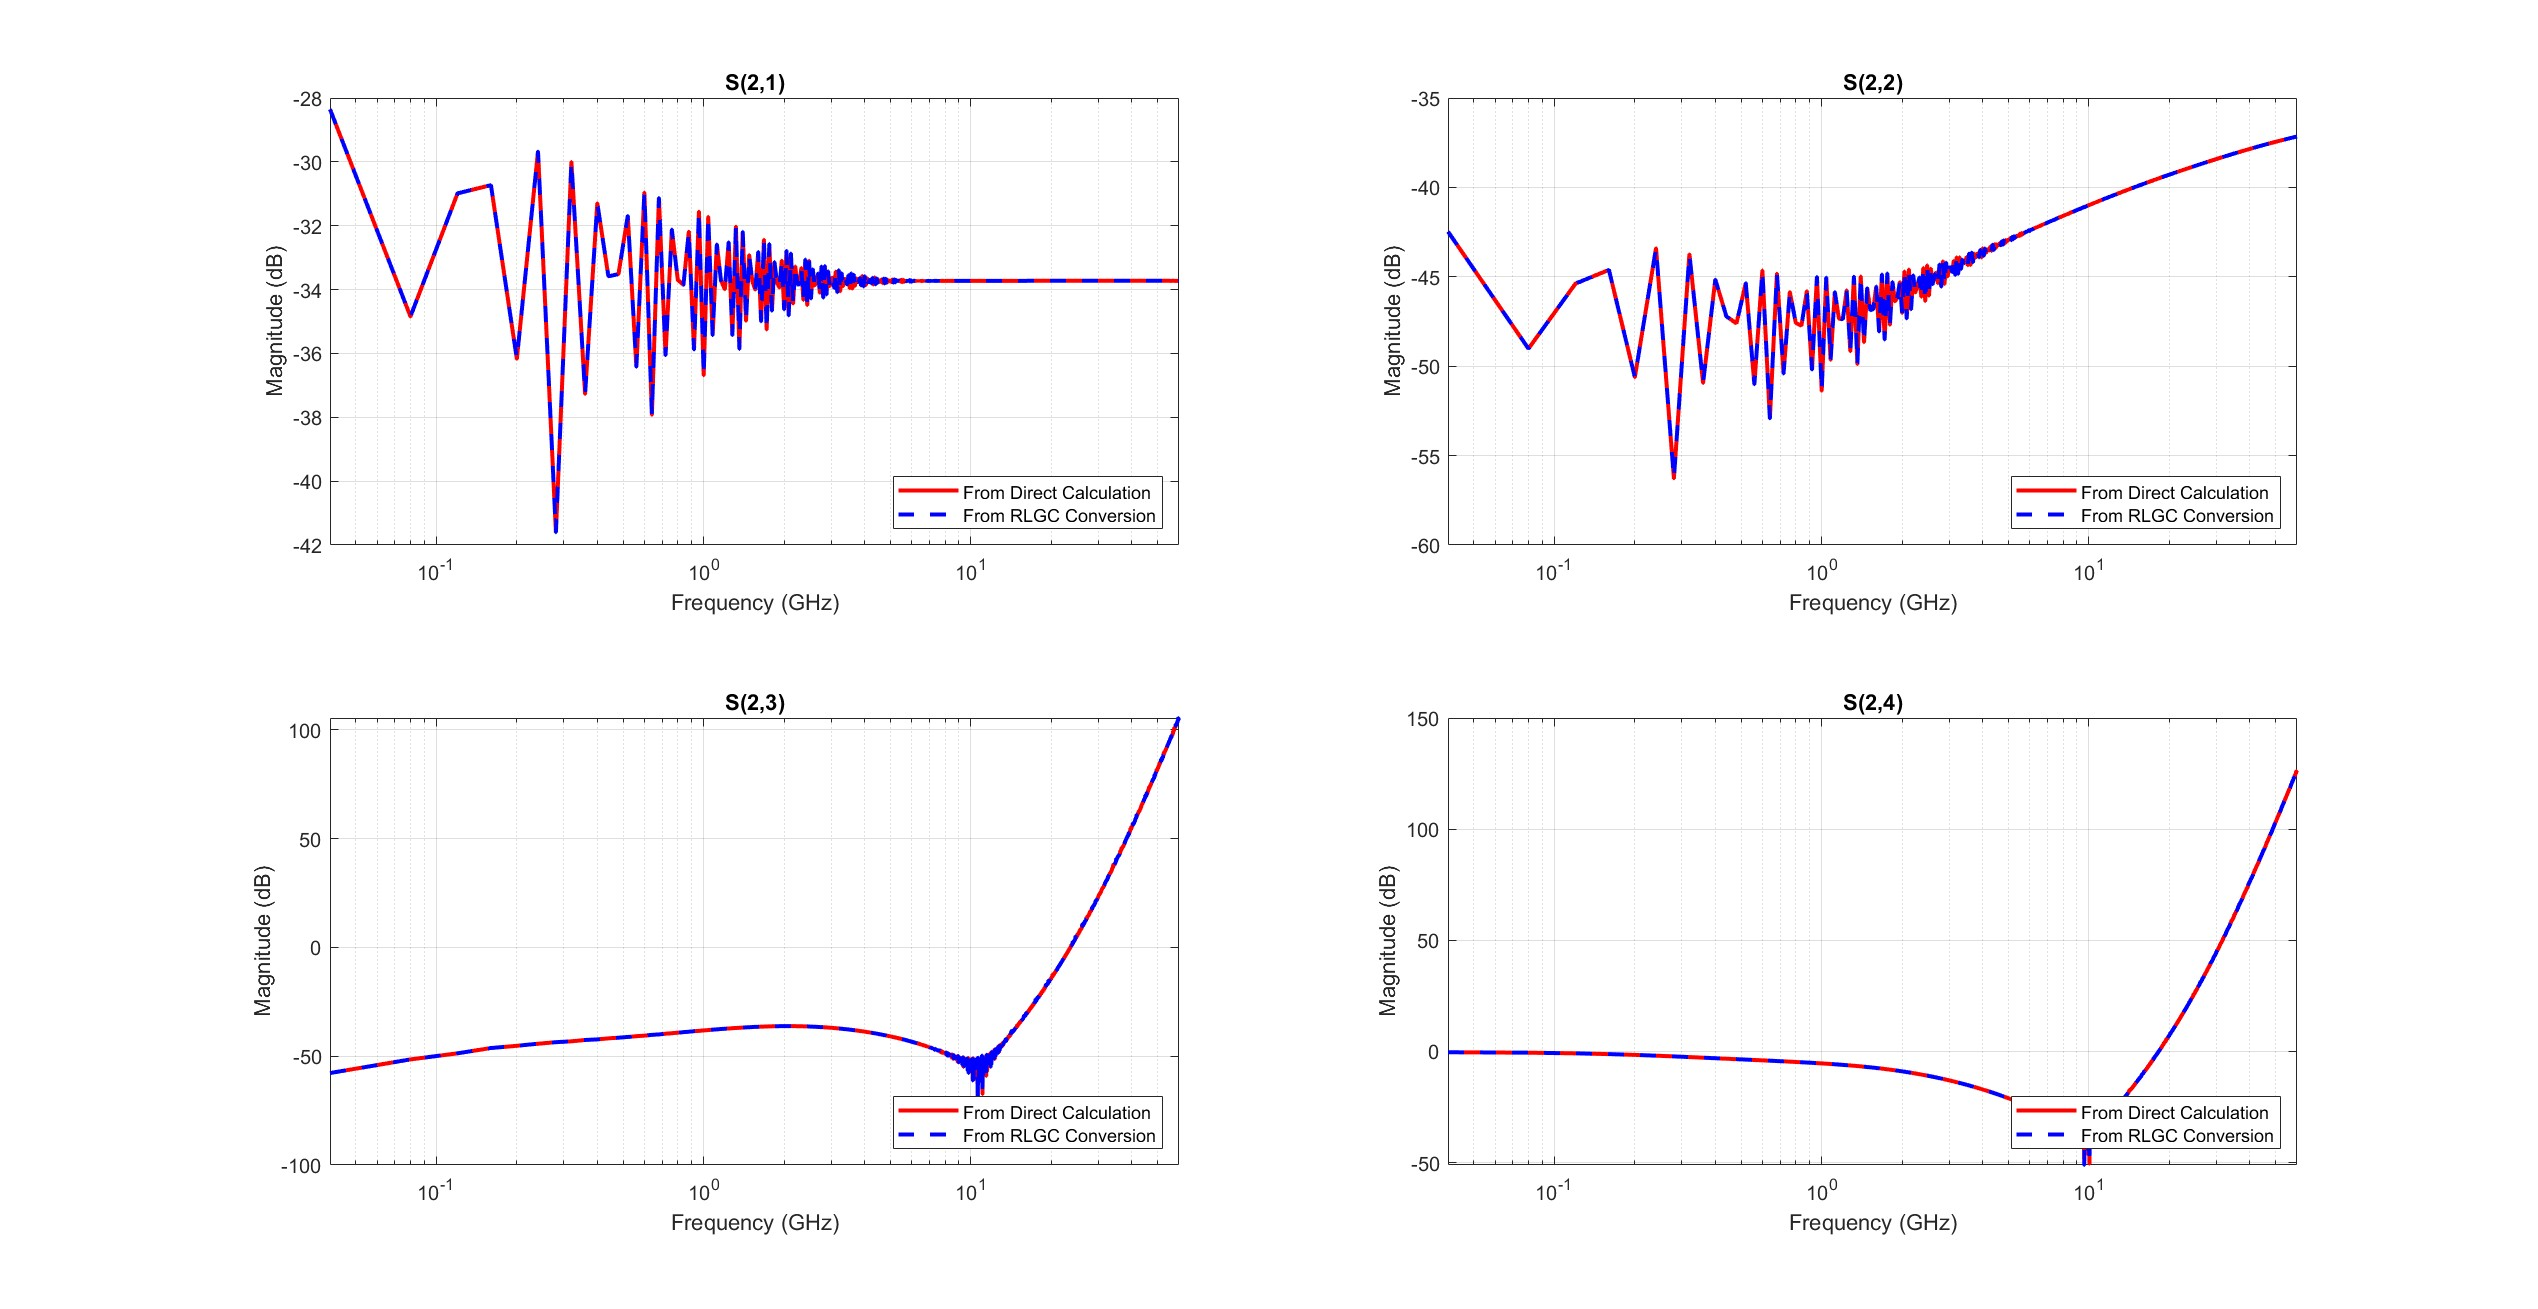 S(2,1)
-28
-30
-32
-34
-36
-38
-40
-42
Magnitude (dB)
10^-1
10^0
10^1
Frequency (GHz)
From Direct Calculation
From RLGC Conversion
S(2,2)
-35
-40
-45
-50
-55
-60
Magnitude (dB)
10^-1
10^0
10^1
Frequency (GHz)
From Direct Calculation
From RLGC Conversion
S(2,3)
100
50
0
-50
-100
Magnitude (dB)
10^-1
10^0
10^1
Frequency (GHz)
From Direct Calculation
From RLGC Conversion
S(2,4)
150
100
50
0
-50
Magnitude (dB)
10^-1
10^0
10^1
Frequency (GHz)
From Direct Calculation
From RLGC Conversion